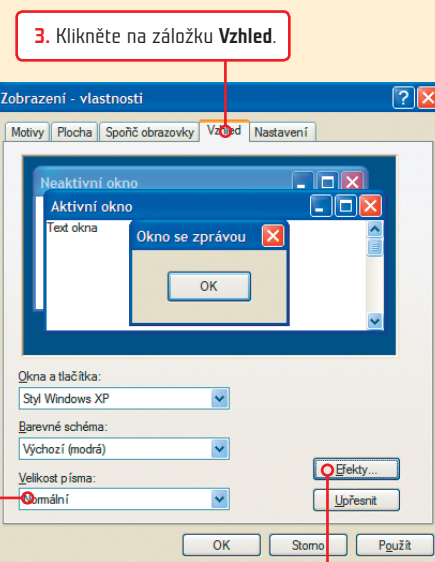 3. Klikněte na záložku Vzhled.
Zobrazení - vlastnosti
Motivy Plocha Spořič obrazovky Vzhled Nastavení
Neaktivní okno
Aktivní okno
Text okna
Okno se zprávou
OK
Okna a tlačítka:
Styl Windows XP
Barevné schéma:
Výchozí (modrá)
Velikost písma:
Normální
Efekty...
Upřesnit
OK Storno Použít